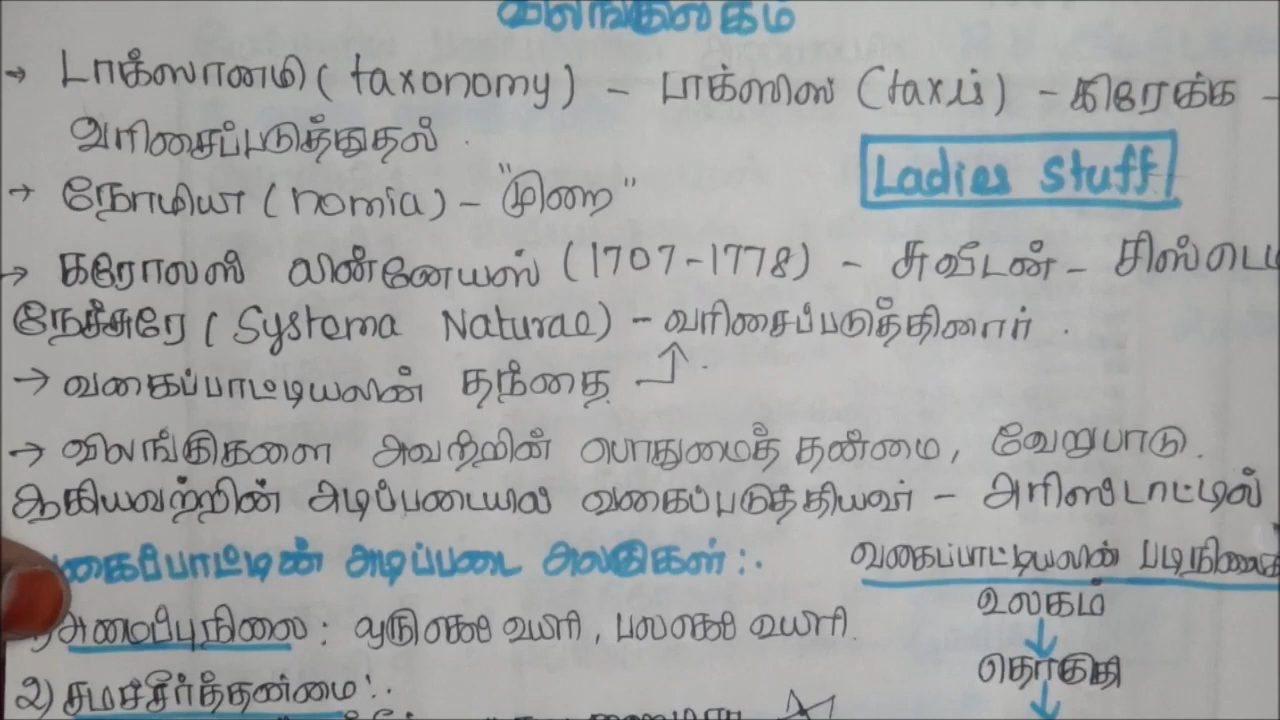 விலங்குலகம்
→ டாக்ஸானமி ( taxonomy ) - டாக்ஸிஸ் (taxis) - கிரேக்க -
வரிசைப்படுத்துதல்.
Ladies Stuff
→ நோமியா ( nomia ) - "முறை"
→ கரோலஸ் லின்னேயஸ் (1707-1778) - சுவீடன் -
நேச்சுரே ( Systema Naturae) - வரிசைப்படுத்தினார்.
→ வகைப்பாட்டியலின் தந்தை
→ விலங்குகளை அவற்றின் பொதுமைத் தன்மை, வேறுபாடு.
ஆகியவற்றின் அடிப்படையில் வகைப்படுத்தியவர் - அரிஸ்டாட்டில்
கைப்பாட்டின் அடிப்படை அலகுகள்:.
வகைப்பாட்டியலின் படிநிலை
உலகம்
அமைப்புநிலை: ஒருசெல் உயிரி, பலசெல் உயிரி.
தொகுதி
2) சமச்சீர்த்தன்மை:.